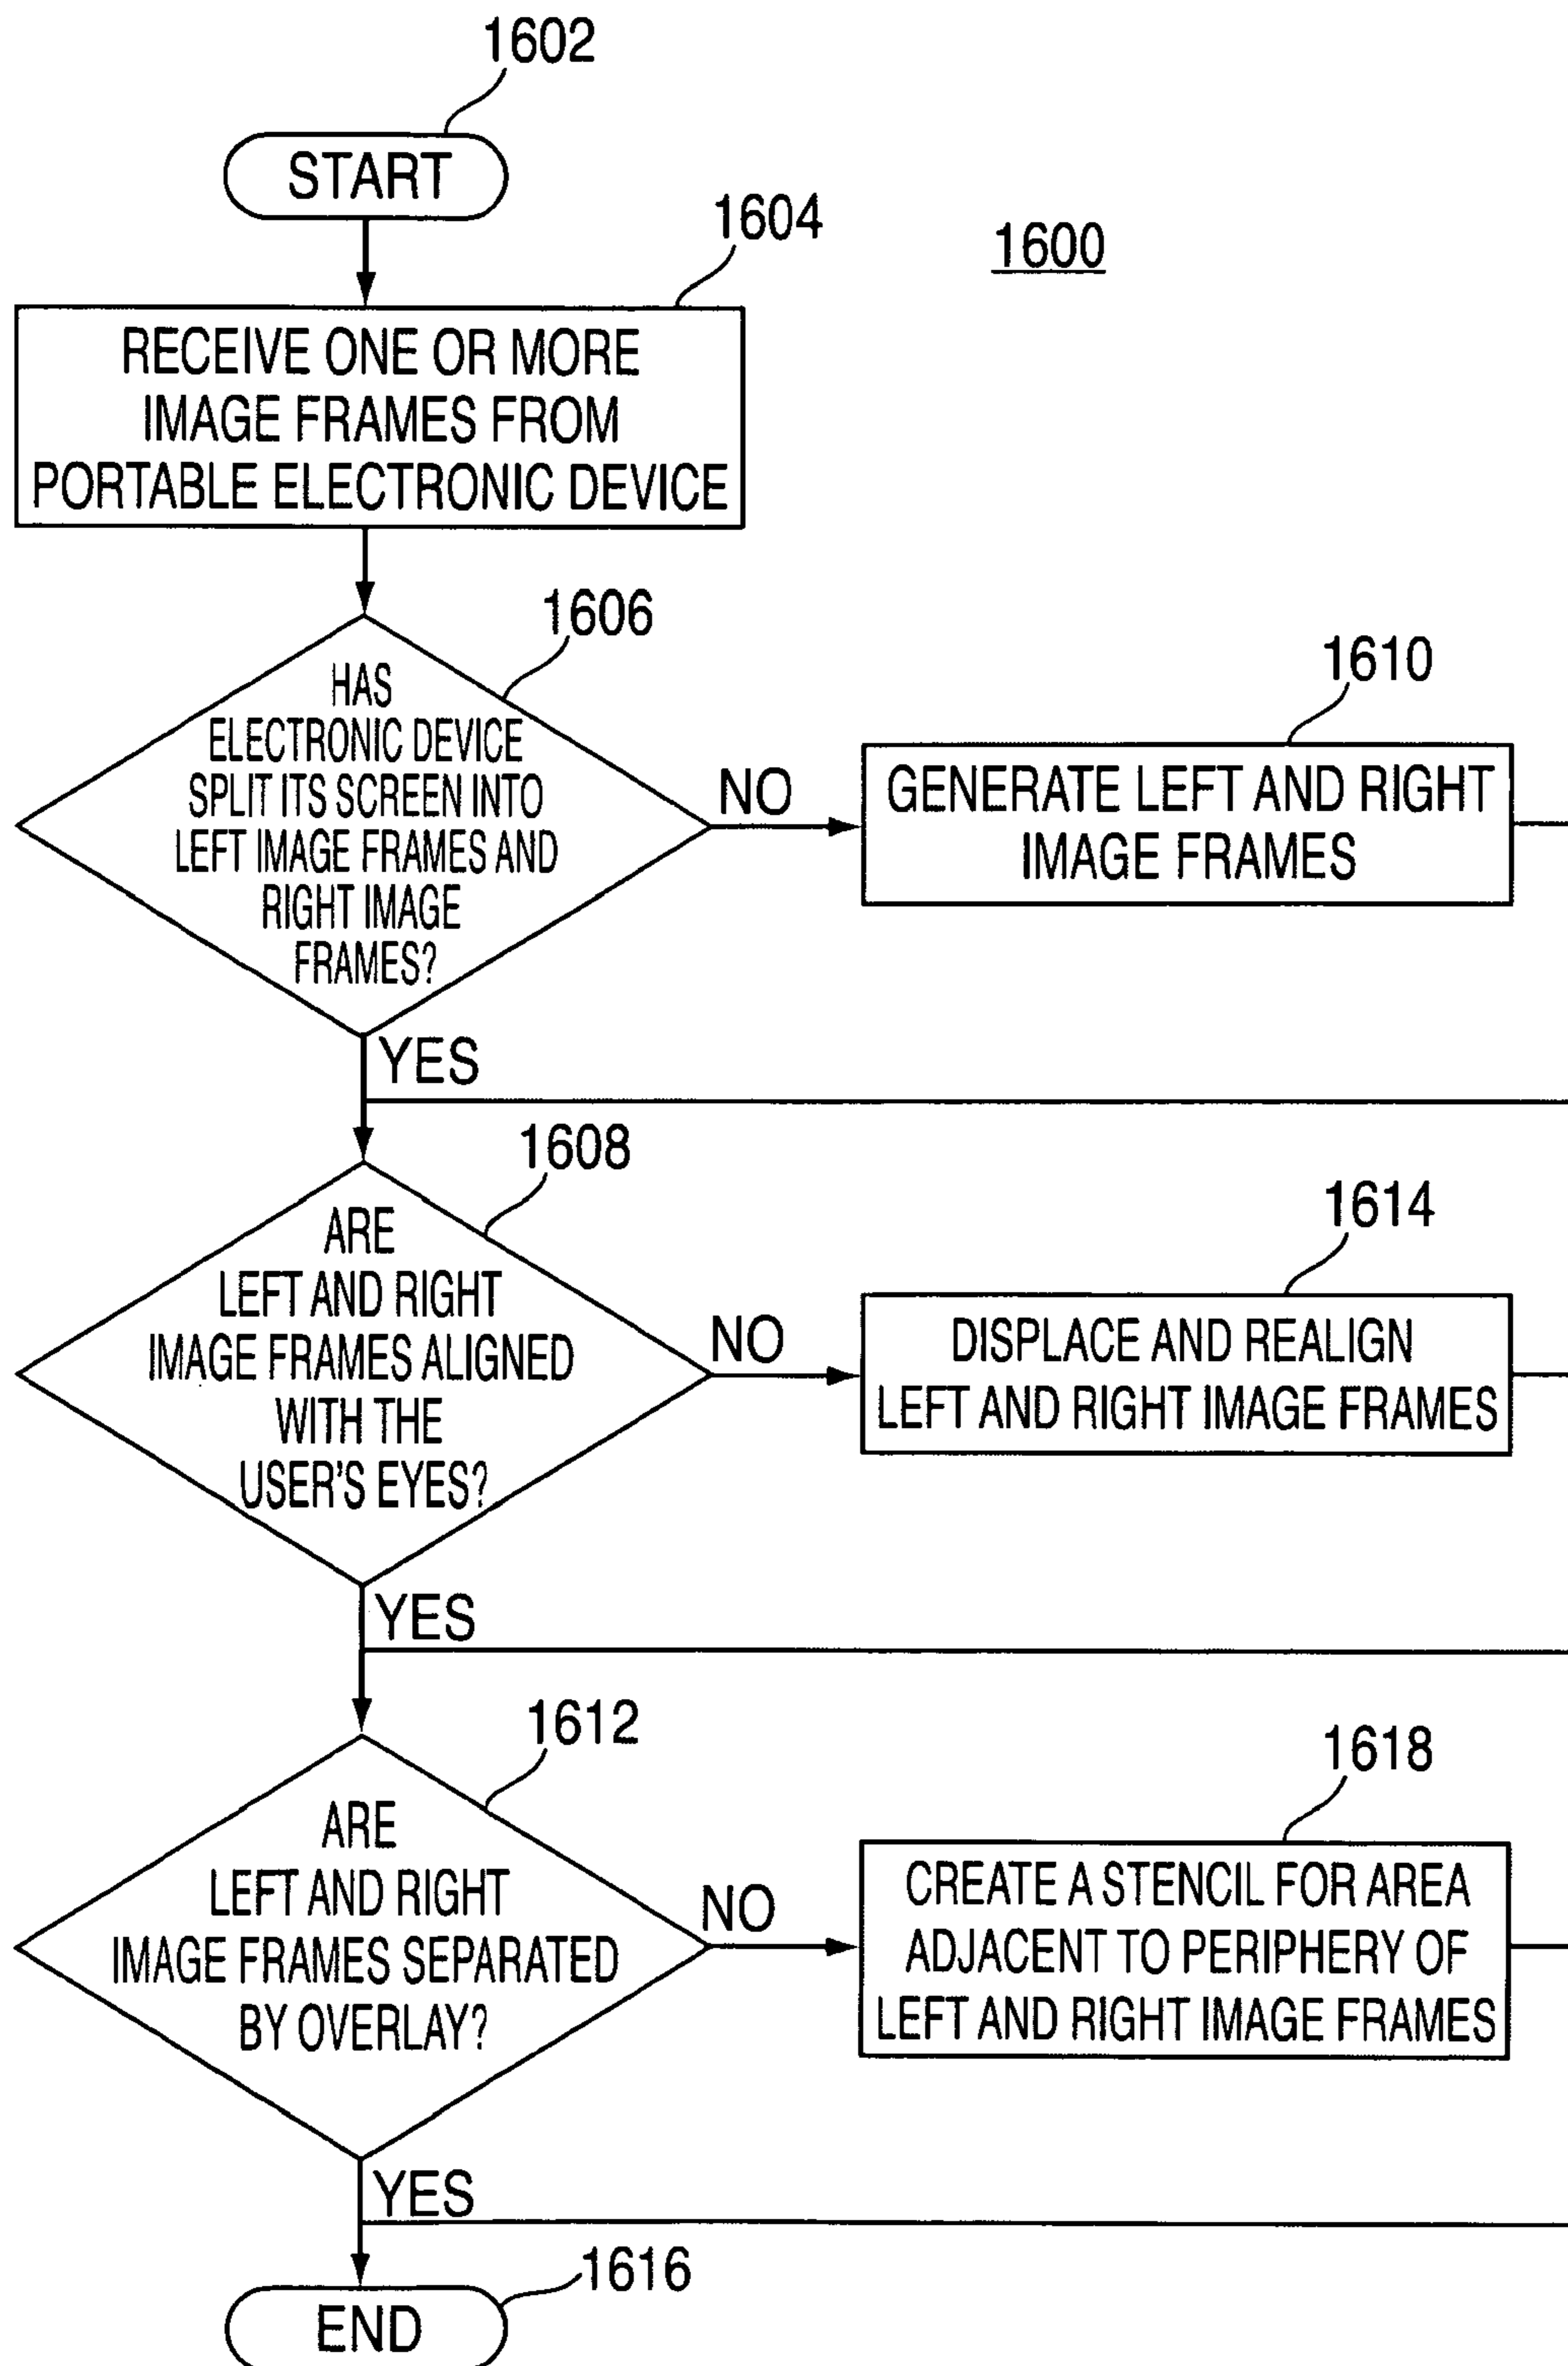 1602
START
1604
1600
RECEIVE ONE OR MORE
IMAGE FRAMES FROM
PORTABLE ELECTRONIC DEVICE
1606
HAS
ELECTRONIC DEVICE
SPLIT ITS SCREEN INTO
LEFT IMAGE FRAMES AND
RIGHT IMAGE
FRAMES?
NO
1610
GENERATE LEFT AND RIGHT
IMAGE FRAMES
YES
1608
ARE
LEFT AND RIGHT
IMAGE FRAMES ALIGNED
WITH THE
USER'S EYES?
NO
1614
DISPLACE AND REALIGN
LEFT AND RIGHT IMAGE FRAMES
YES
1612
ARE
LEFT AND RIGHT
IMAGE FRAMES SEPARATED
BY OVERLAY?
NO
1618
CREATE A STENCIL FOR AREA
ADJACENT TO PERIPHERY OF
LEFT AND RIGHT IMAGE FRAMES
YES
1616
END